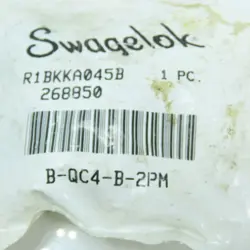 Swagelok
R1BKKA045B 1 PC.
268850
B-QC4-B-2PM